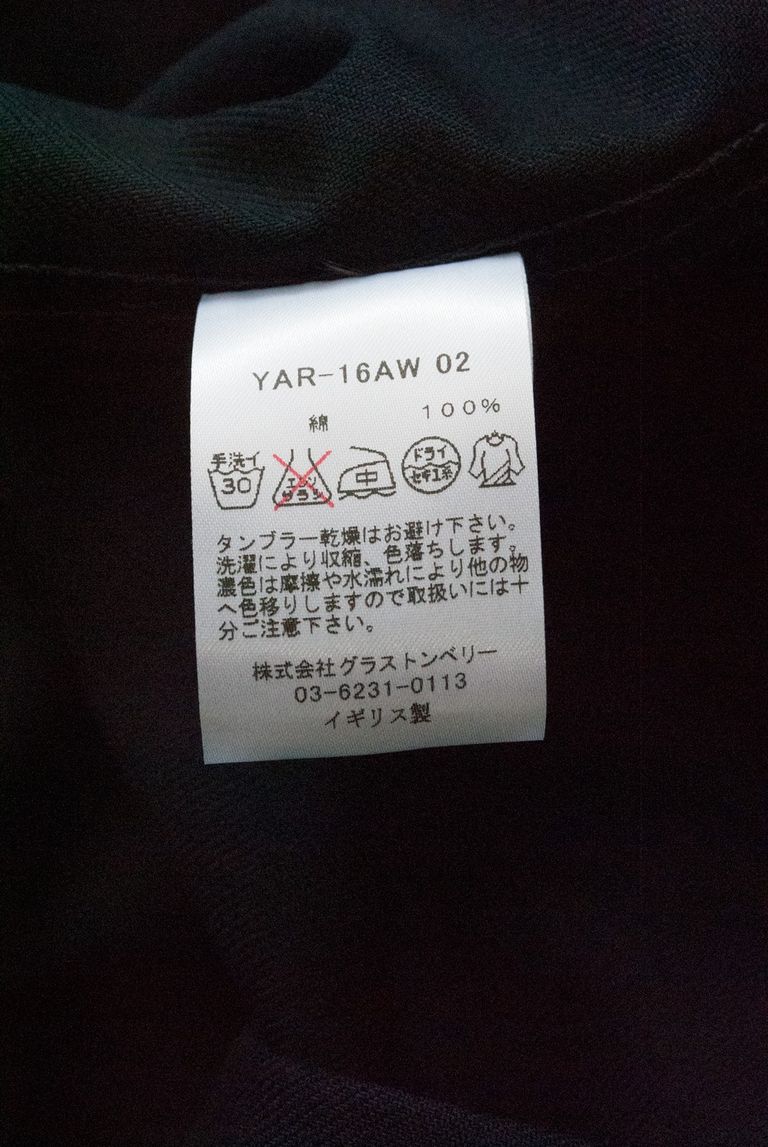 YAR-16AW 02
綿 100%
手洗イ 30 エンソサラシ 中 ドライ セキユ系
タンブラー乾燥はお避け下さい。
洗濯により収縮、色落ちします。
濃色は摩擦や水濡れにより他の物
へ色移りしますので取扱いには十
分ご注意下さい。
株式会社グラストンベリー
03-6231-0113
イギリス製